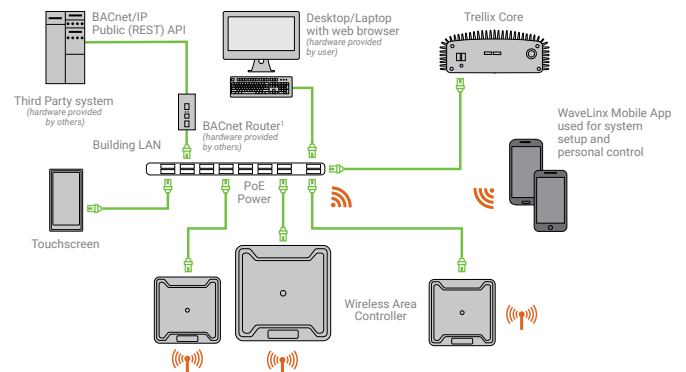 BACnet/IP
Public (REST) API
Desktop/Laptop
with web browser
(hardware provided
by user)
Trellix Core
Third Party system
(hardware provided
by others)
BACnet Router¹
(hardware provided
by others)
Building LAN
WaveLinx Mobile App
used for system
setup and
personal control
PoE
Power
Touchscreen
Wireless Area
Controller